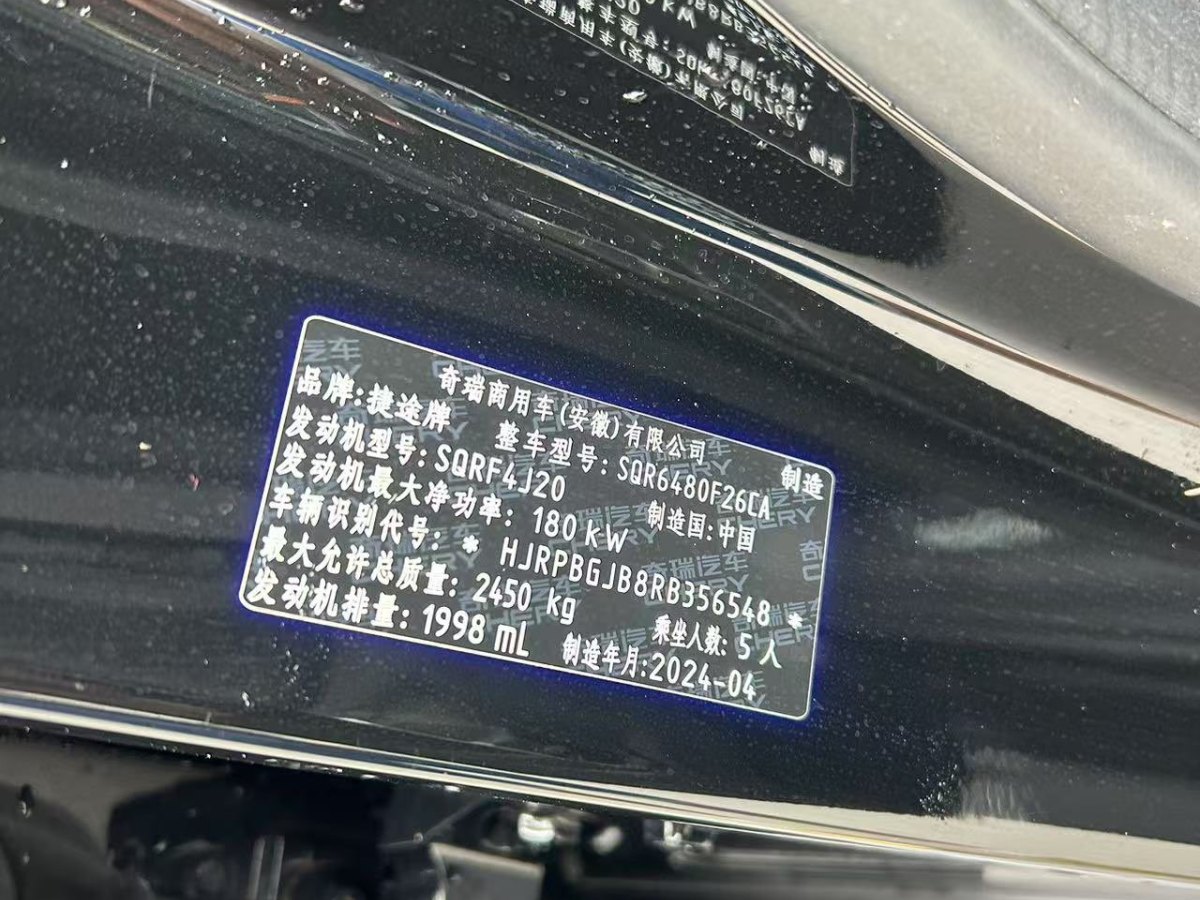 奇瑞商用车(安徽)有限公司 制造
品牌:捷途牌 整车型号:SQR6480F26CA
发动机型号:SQRF4J20 制造国:中国
发动机最大净功率: 180 kW
车辆识别代号: * HJRPBGJB8RB356548 *
最大允许总质量: 2450 kg 乘坐人数: 5 人
发动机排量: 1998 mL 制造年月:2024-04